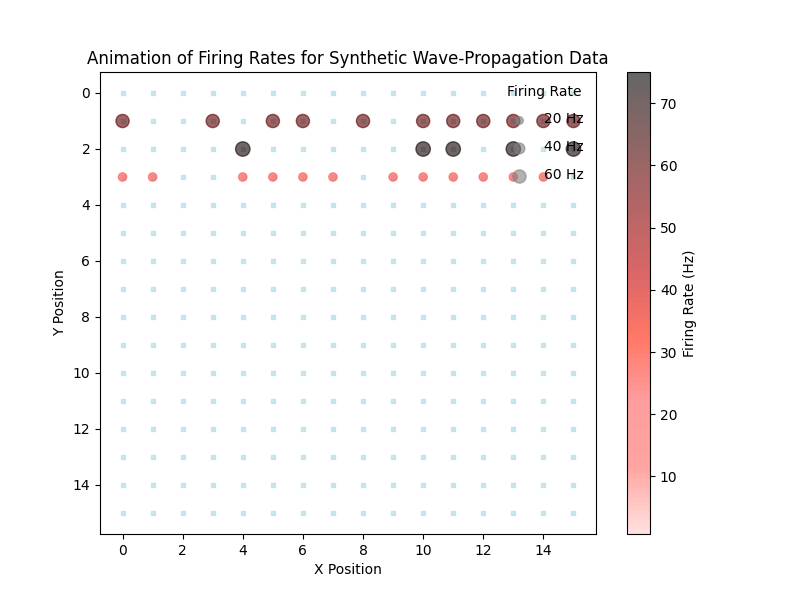 Animation of Firing Rates for Synthetic Wave-Propagation Data
Firing Rate
20 Hz
40 Hz
60 Hz
0
2
4
6
8
10
12
14
Y Position
0
2
4
6
8
10
12
14
X Position
70
60
50
40
30
20
10
Firing Rate (Hz)